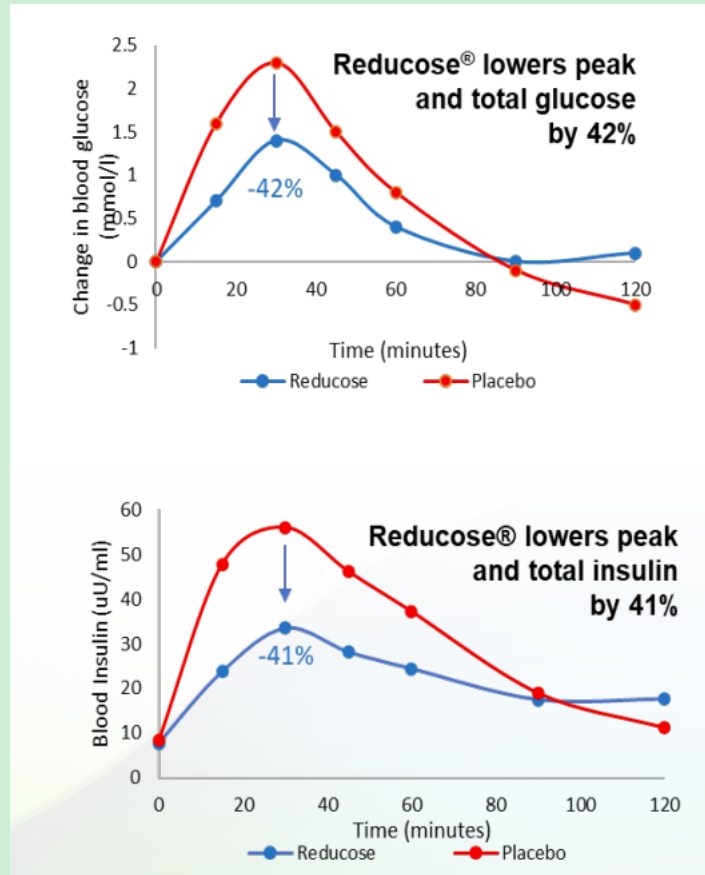 Reducose® lowers peak
and total glucose
by 42%
Change in blood glucose
(mmol/l)
2.5
2
1.5
1
0.5
0
-0.5
-1
-42%
0 20 40 60 80 100 120
Time (minutes)
Reducose Placebo
Reducose® lowers peak
and total insulin
by 41%
Blood Insulin (uU/ml)
60
50
40
30
20
10
0
-41%
0 20 40 60 80 100 120
Time (minutes)
Reducose Placebo